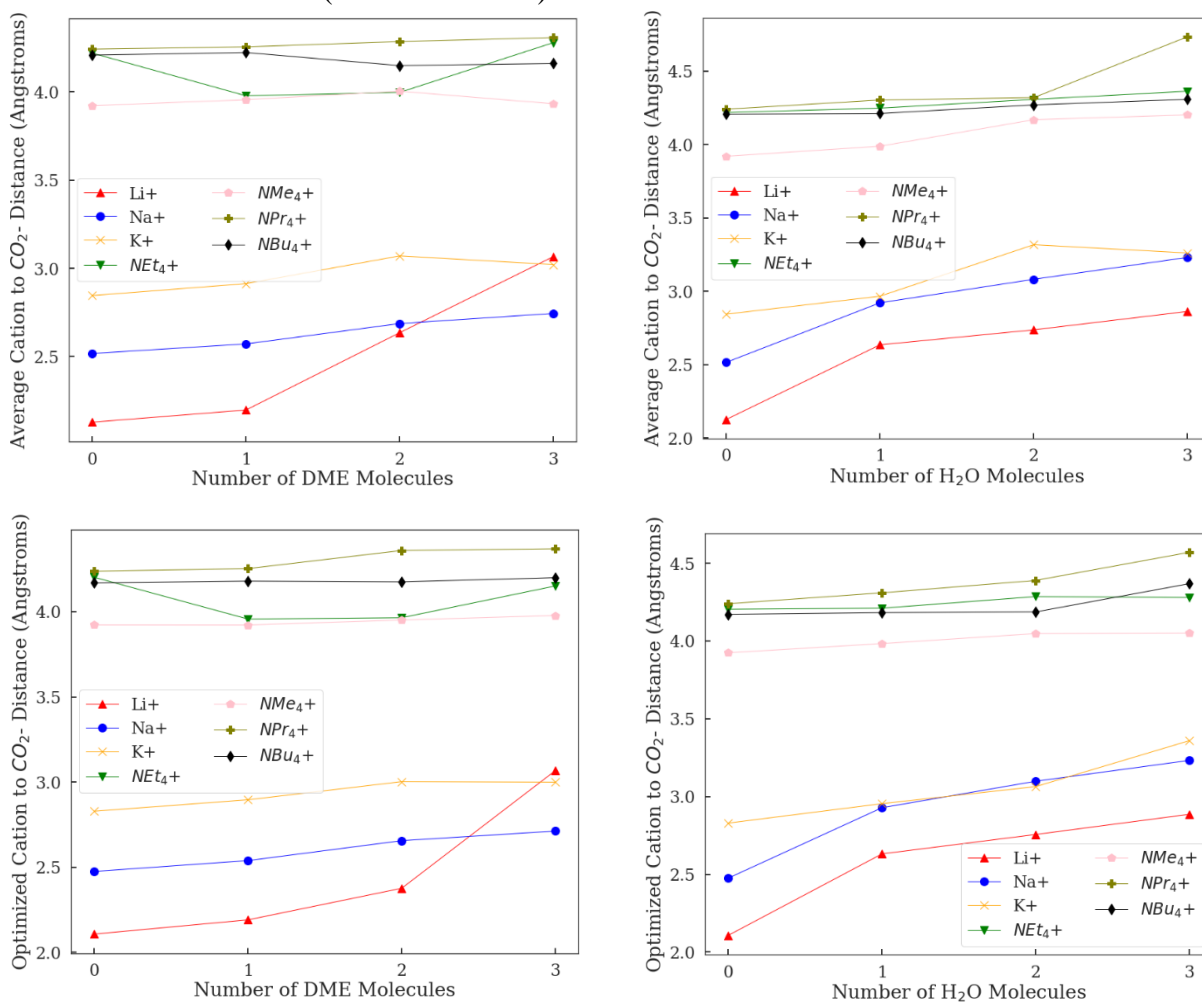 Average Cation to CO₂- Distance (Angstroms)
4.0
3.5
3.0
2.5
Li+
Na+
K+
NEt₄+
NMe₄+
NPr₄+
NBu₄+
0 1 2 3
Number of DME Molecules
Average Cation to CO₂- Distance (Angstroms)
4.5
4.0
3.5
3.0
2.5
2.0
Li+
Na+
K+
NEt₄+
NMe₄+
NPr₄+
NBu₄+
0 1 2 3
Number of H₂O Molecules
Optimized Cation to CO₂- Distance (Angstroms)
4.0
3.5
3.0
2.5
2.0
Li+
Na+
K+
NEt₄+
NMe₄+
NPr₄+
NBu₄+
0 1 2 3
Number of DME Molecules
Optimized Cation to CO₂- Distance (Angstroms)
4.5
4.0
3.5
3.0
2.5
2.0
Li+
Na+
K+
NEt₄+
NMe₄+
NPr₄+
NBu₄+
0 1 2 3
Number of H₂O Molecules